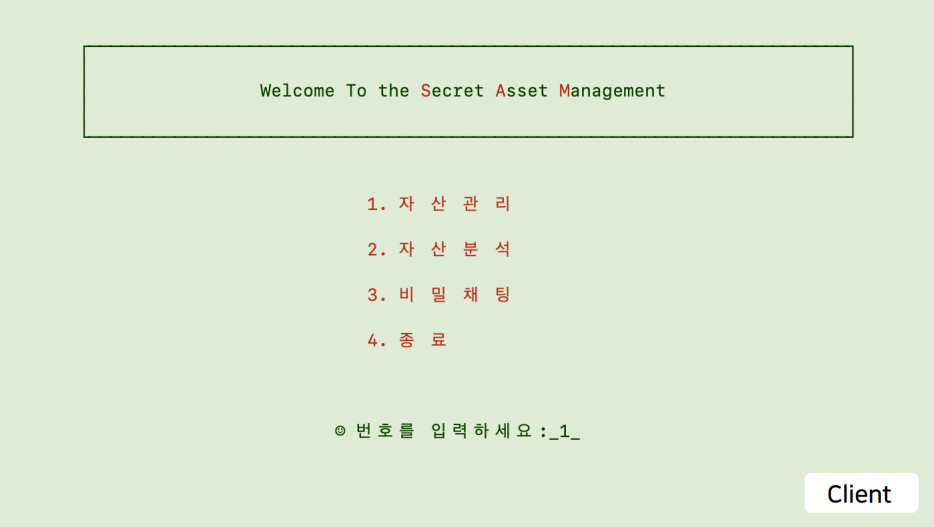 Welcome To the Secret Asset Management
1. 자 산 관 리
2. 자 산 분 석
3. 비 밀 채 팅
4. 종 료
☺ 번호를 입력하세요:_1_
Client